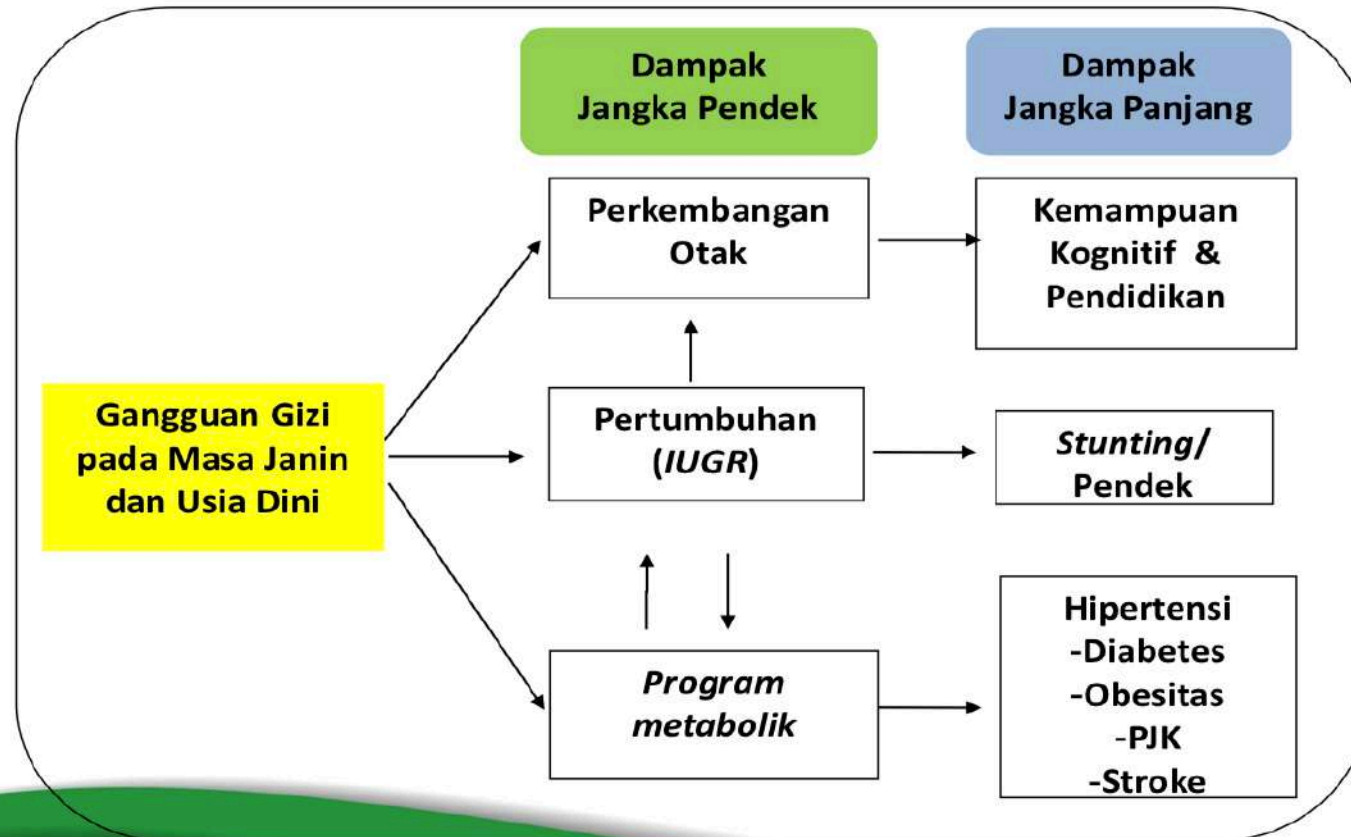 Dampak
Jangka Pendek
Dampak
Jangka Panjang
Perkembangan
Otak
Kemampuan
Kognitif &
Pendidikan
Gangguan Gizi
pada Masa Janin
dan Usia Dini
Pertumbuhan
(IUGR)
Stunting/
Pendek
Program
metabolik
Hipertensi
-Diabetes
-Obesitas
-PJK
-Stroke